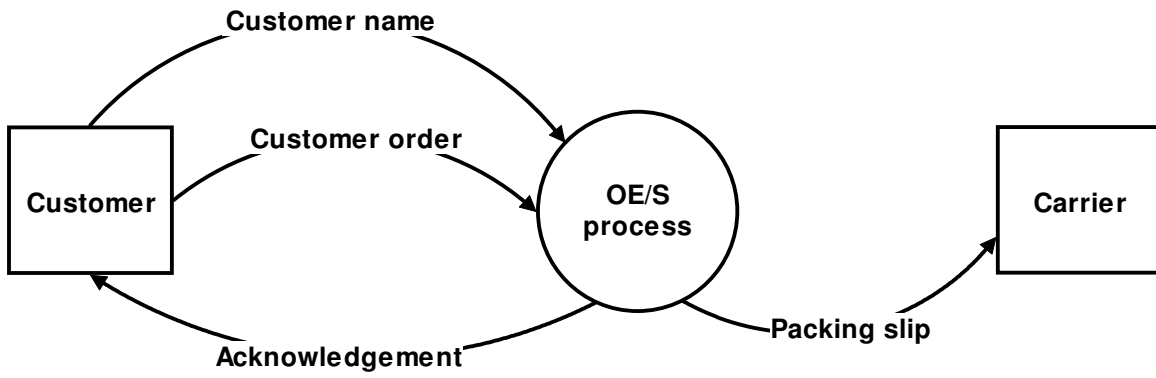 Customer name
Customer order
Customer
OE/S
process
Carrier
Packing slip
Acknowledgement